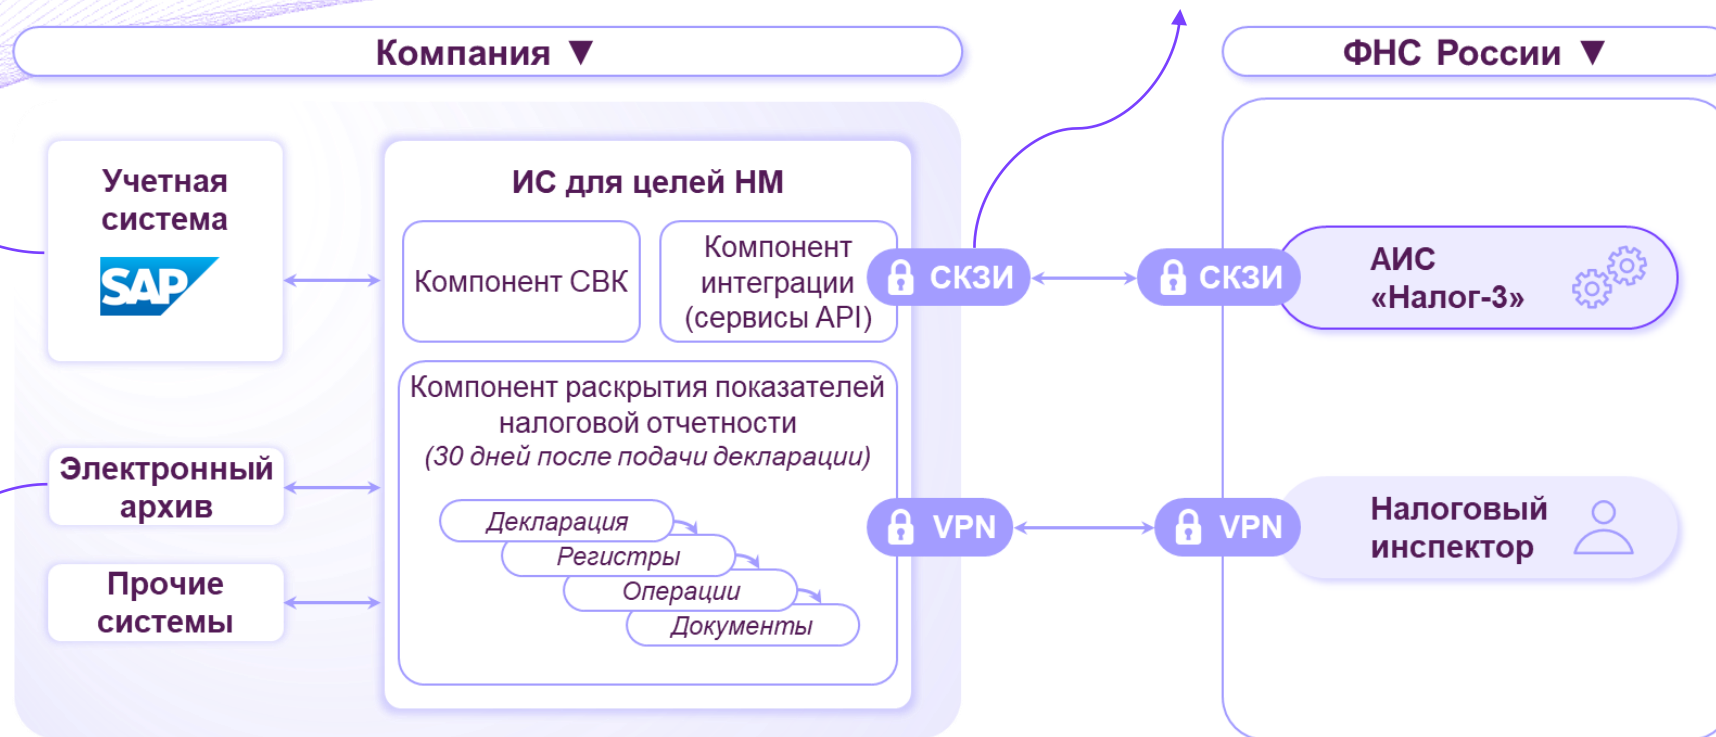 Компания ▼
ФНС России ▼
Учетная
система
SAP
ИС для целей НМ
Компонент СВК
Компонент
интеграции
(сервисы API)
СКЗИ
СКЗИ
АИС
«Налог-3»
Компонент раскрытия показателей
налоговой отчетности
(30 дней после подачи декларации)
Электронный
архив
Декларация
Регистры
Операции
Документы
VPN
VPN
Налоговый
инспектор
Прочие
системы